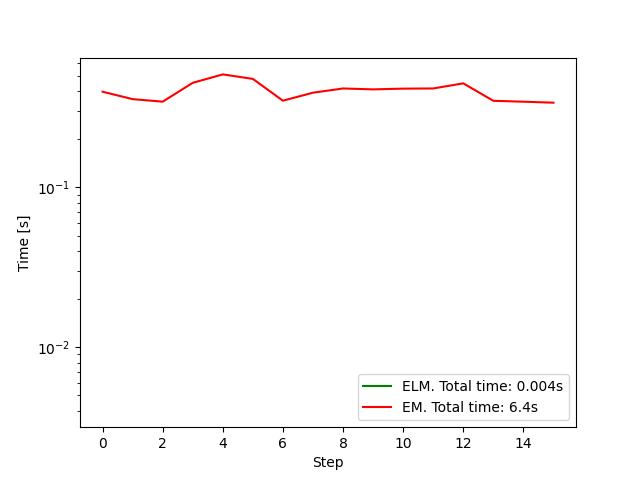 10⁻¹
10⁻²
Time [s]
ELM. Total time: 0.004s
EM. Total time: 6.4s
0 2 4 6 8 10 12 14
Step